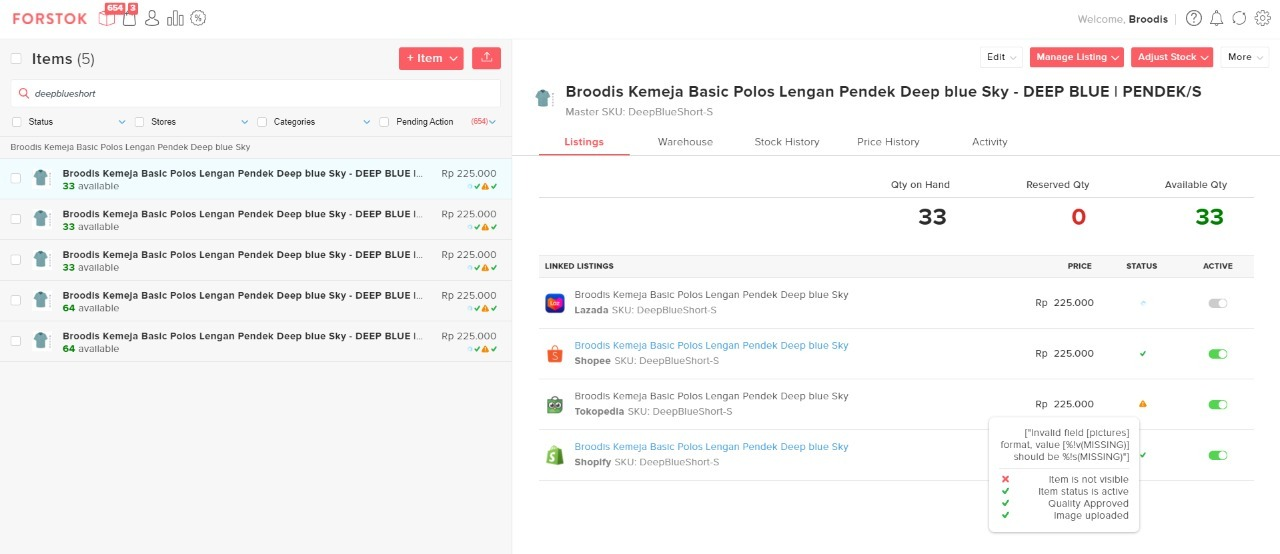 FORSTOK 654 3 Welcome, Broodis
Items (5) + Item
deepblueshort
Status Stores Categories Pending Action (654)
Broodis Kemeja Basic Polos Lengan Pendek Deep blue Sky
Broodis Kemeja Basic Polos Lengan Pendek Deep blue Sky - DEEP BLUE |... Rp 225.000
33 available
Broodis Kemeja Basic Polos Lengan Pendek Deep blue Sky - DEEP BLUE |... Rp 225.000
33 available
Broodis Kemeja Basic Polos Lengan Pendek Deep blue Sky - DEEP BLUE |... Rp 225.000
33 available
Broodis Kemeja Basic Polos Lengan Pendek Deep blue Sky - DEEP BLUE |... Rp 225.000
64 available
Broodis Kemeja Basic Polos Lengan Pendek Deep blue Sky - DEEP BLUE |... Rp 225.000
64 available
Edit Manage Listing Adjust Stock More
Broodis Kemeja Basic Polos Lengan Pendek Deep blue Sky - DEEP BLUE | PENDEK/S
Master SKU: DeepBlueShort-S
Listings Warehouse Stock History Price History Activity
Qty on Hand Reserved Qty Available Qty
33 0 33
LINKED LISTINGS PRICE STATUS ACTIVE
Broodis Kemeja Basic Polos Lengan Pendek Deep blue Sky
Lazada SKU: DeepBlueShort-S Rp 225.000
Broodis Kemeja Basic Polos Lengan Pendek Deep blue Sky
Shopee SKU: DeepBlueShort-S Rp 225.000
Broodis Kemeja Basic Polos Lengan Pendek Deep blue Sky
Tokopedia SKU: DeepBlueShort-S Rp 225.000
Broodis Kemeja Basic Polos Lengan Pendek Deep blue Sky
Shopify SKU: DeepBlueShort-S
["Invalid field [pictures]
format, value [%!v(MISSING)]
should be %!s(MISSING)"]
Item is not visible
Item status is active
Quality Approved
Image uploaded